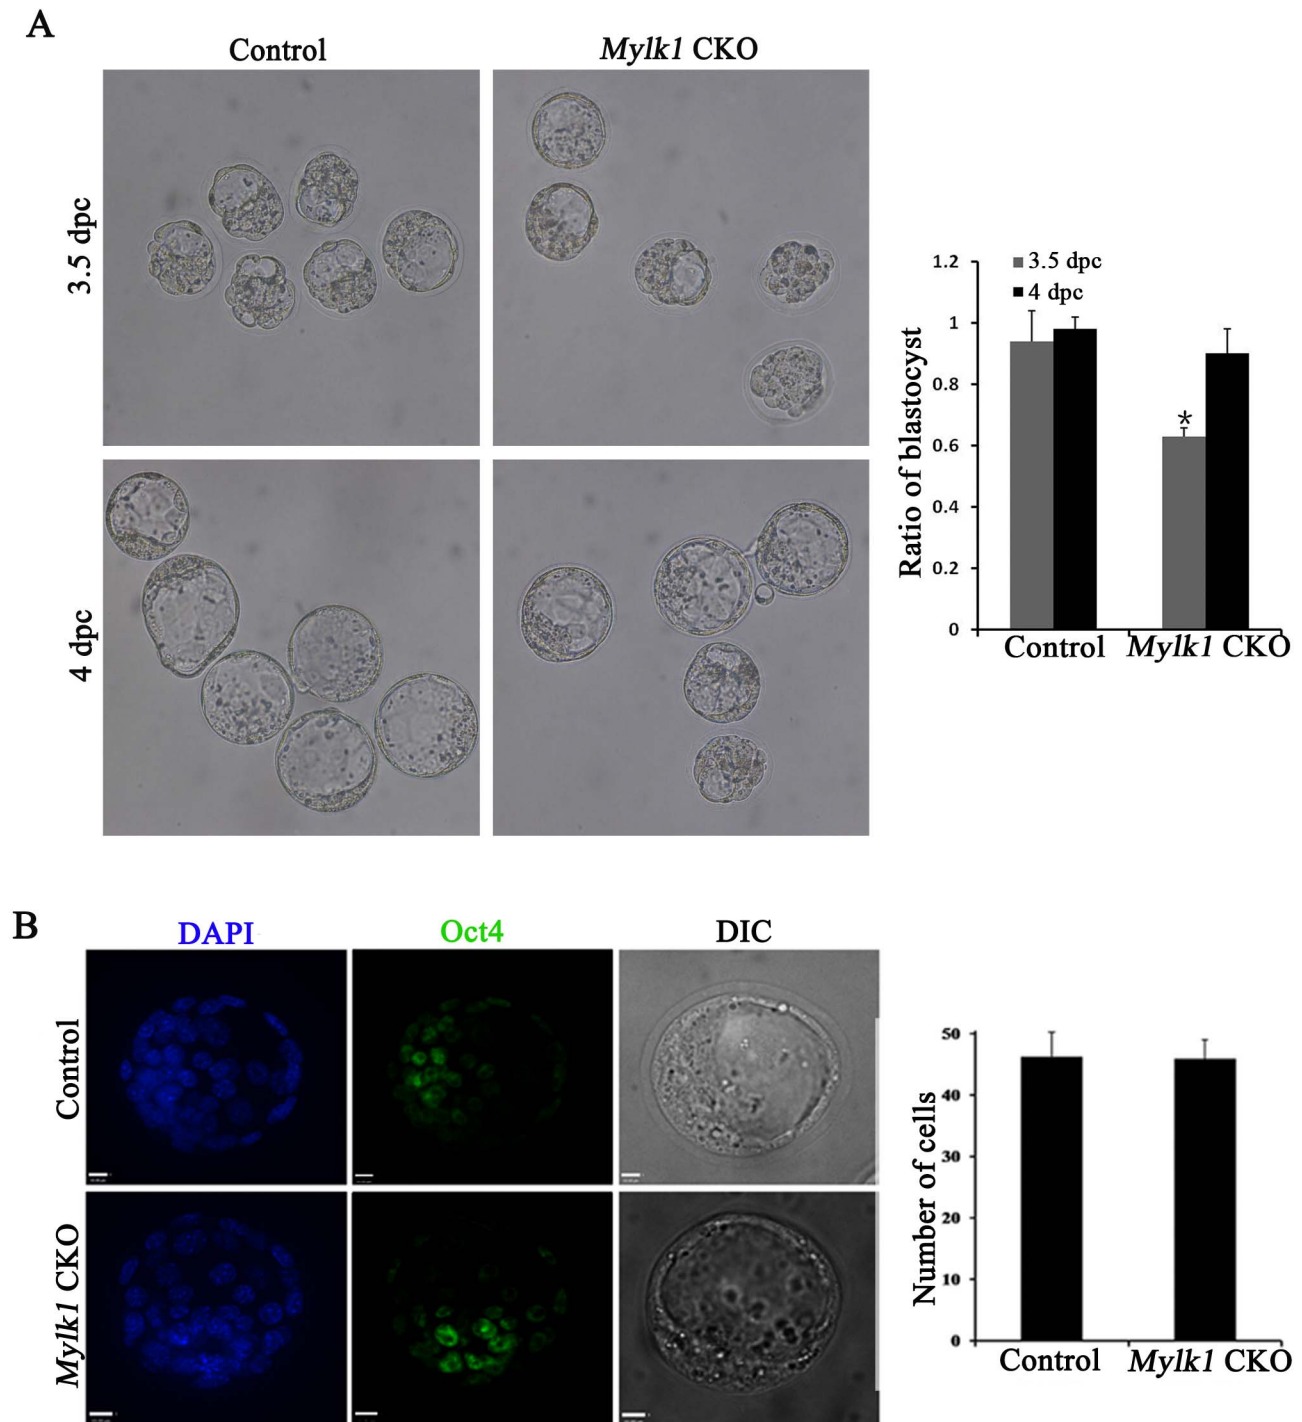 A
Control
Mylk1 CKO
3.5 dpc
4 dpc
Ratio of blastocyst
3.5 dpc
4 dpc
1.2
1
0.8
0.6
0.4
0.2
0
*
Control
Mylk1 CKO
B
DAPI
Oct4
DIC
Control
Mylk1 CKO
Number of cells
50
40
30
20
10
0
Control
Mylk1 CKO